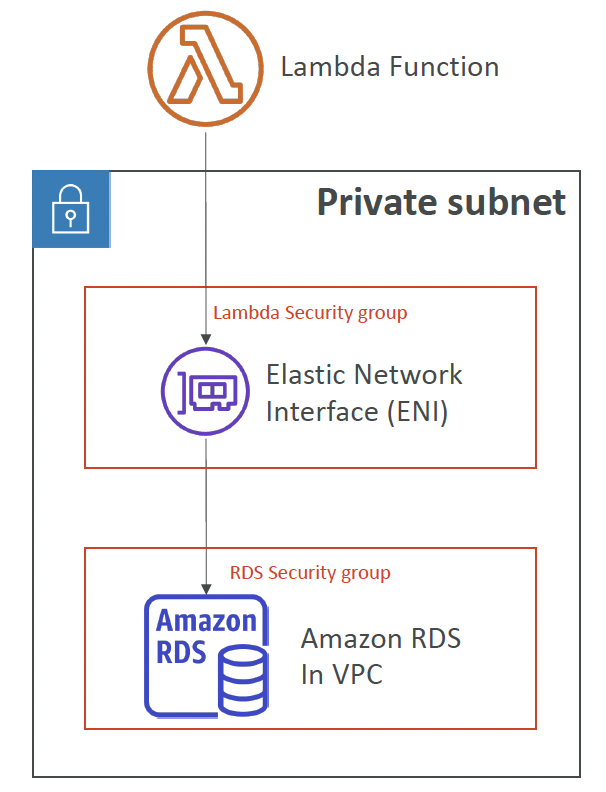 Lambda Function
Private subnet
Lambda Security group
Elastic Network
Interface (ENI)
RDS Security group
Amazon
RDS
Amazon RDS
In VPC